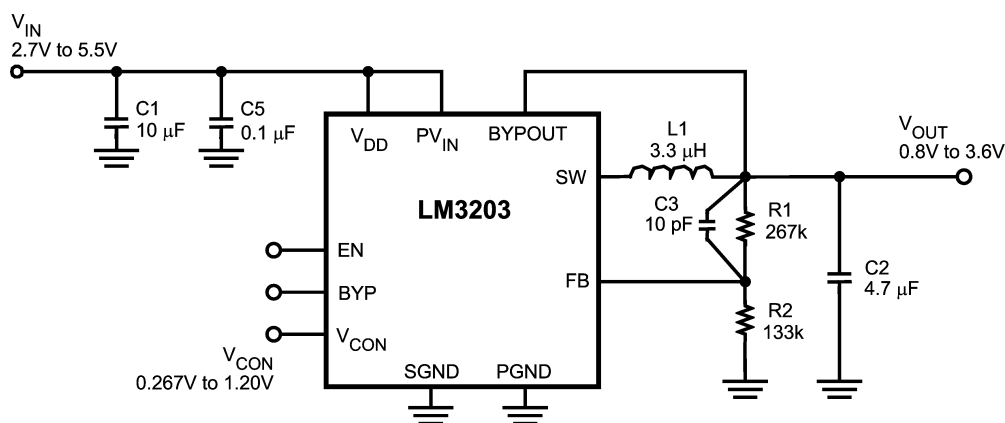 VIN
2.7V to 5.5V
C1
10 μF
C5
0.1 μF
VDD
PVIN
BYPOUT
L1
3.3 μH
VOUT
0.8V to 3.6V
SW
LM3203
C3
10 pF
R1
267k
EN
BYP
VCON
FB
C2
4.7 μF
R2
133k
VCON
0.267V to 1.20V
SGND
PGND